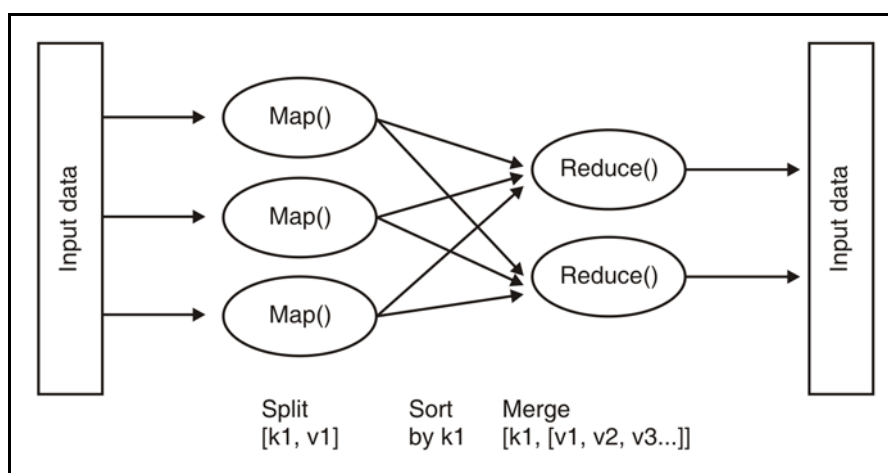 Input data
Map()
Map()
Map()
Reduce()
Reduce()
Input data
Split
[k1, v1]
Sort
by k1
Merge
[k1, [v1, v2, v3...]]